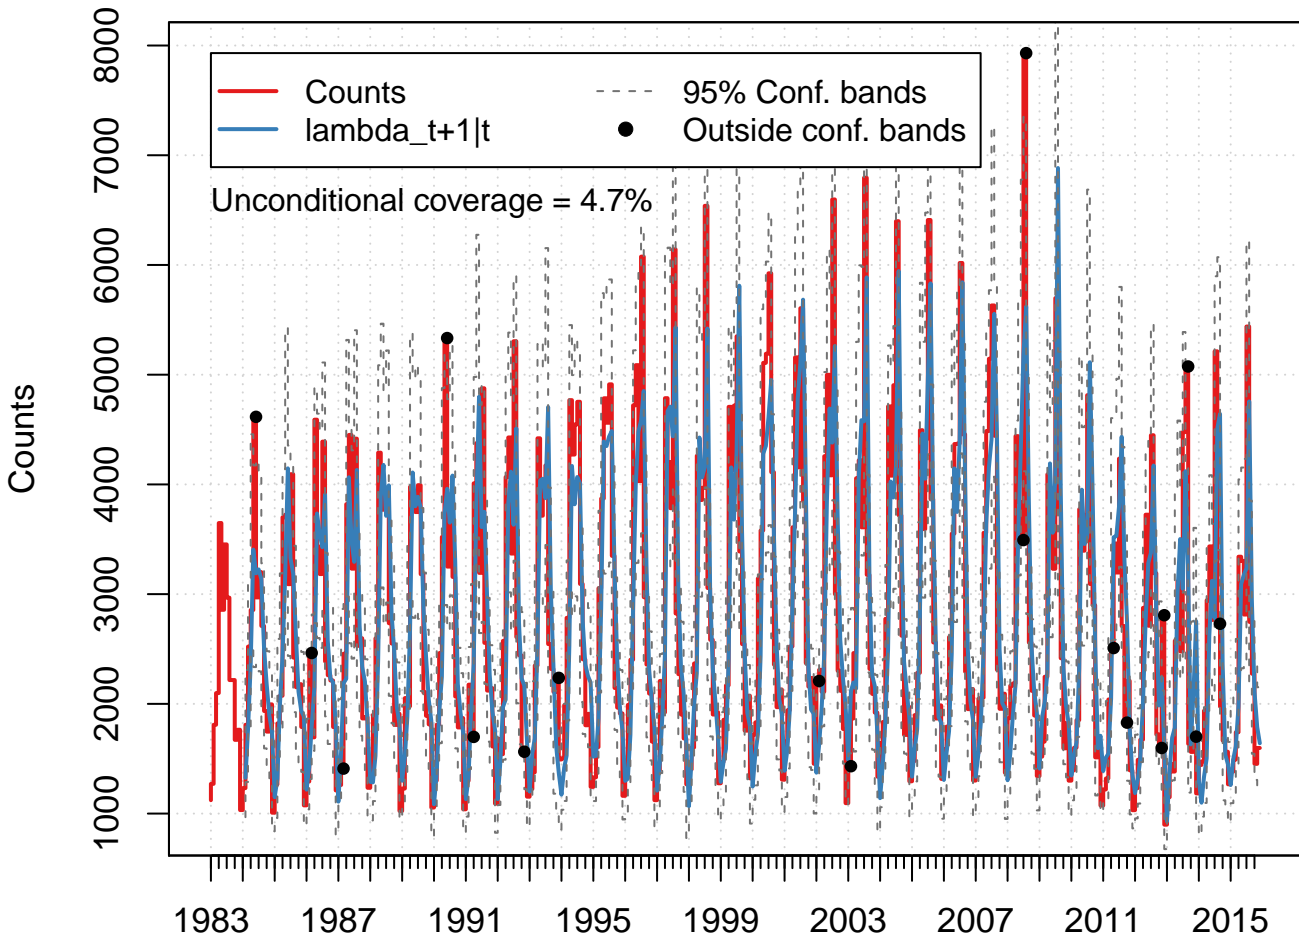 8000
7000
6000
5000
4000
3000
2000
1000
Counts
Counts
lambda_t+1|t
95% Conf. bands
Outside conf. bands
Unconditional coverage = 4.7%
1983 1987 1991 1995 1999 2003 2007 2011 2015